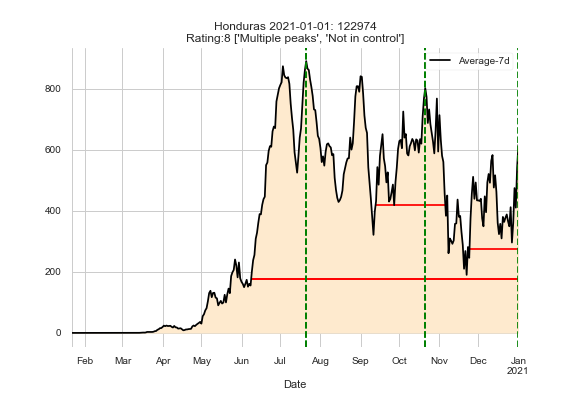 Honduras 2021-01-01: 122974
Rating:8 ['Multiple peaks', 'Not in control']
Average-7d
800
600
400
200
0
Feb Mar Apr May Jun Jul Aug Sep Oct Nov Dec Jan
2021
Date